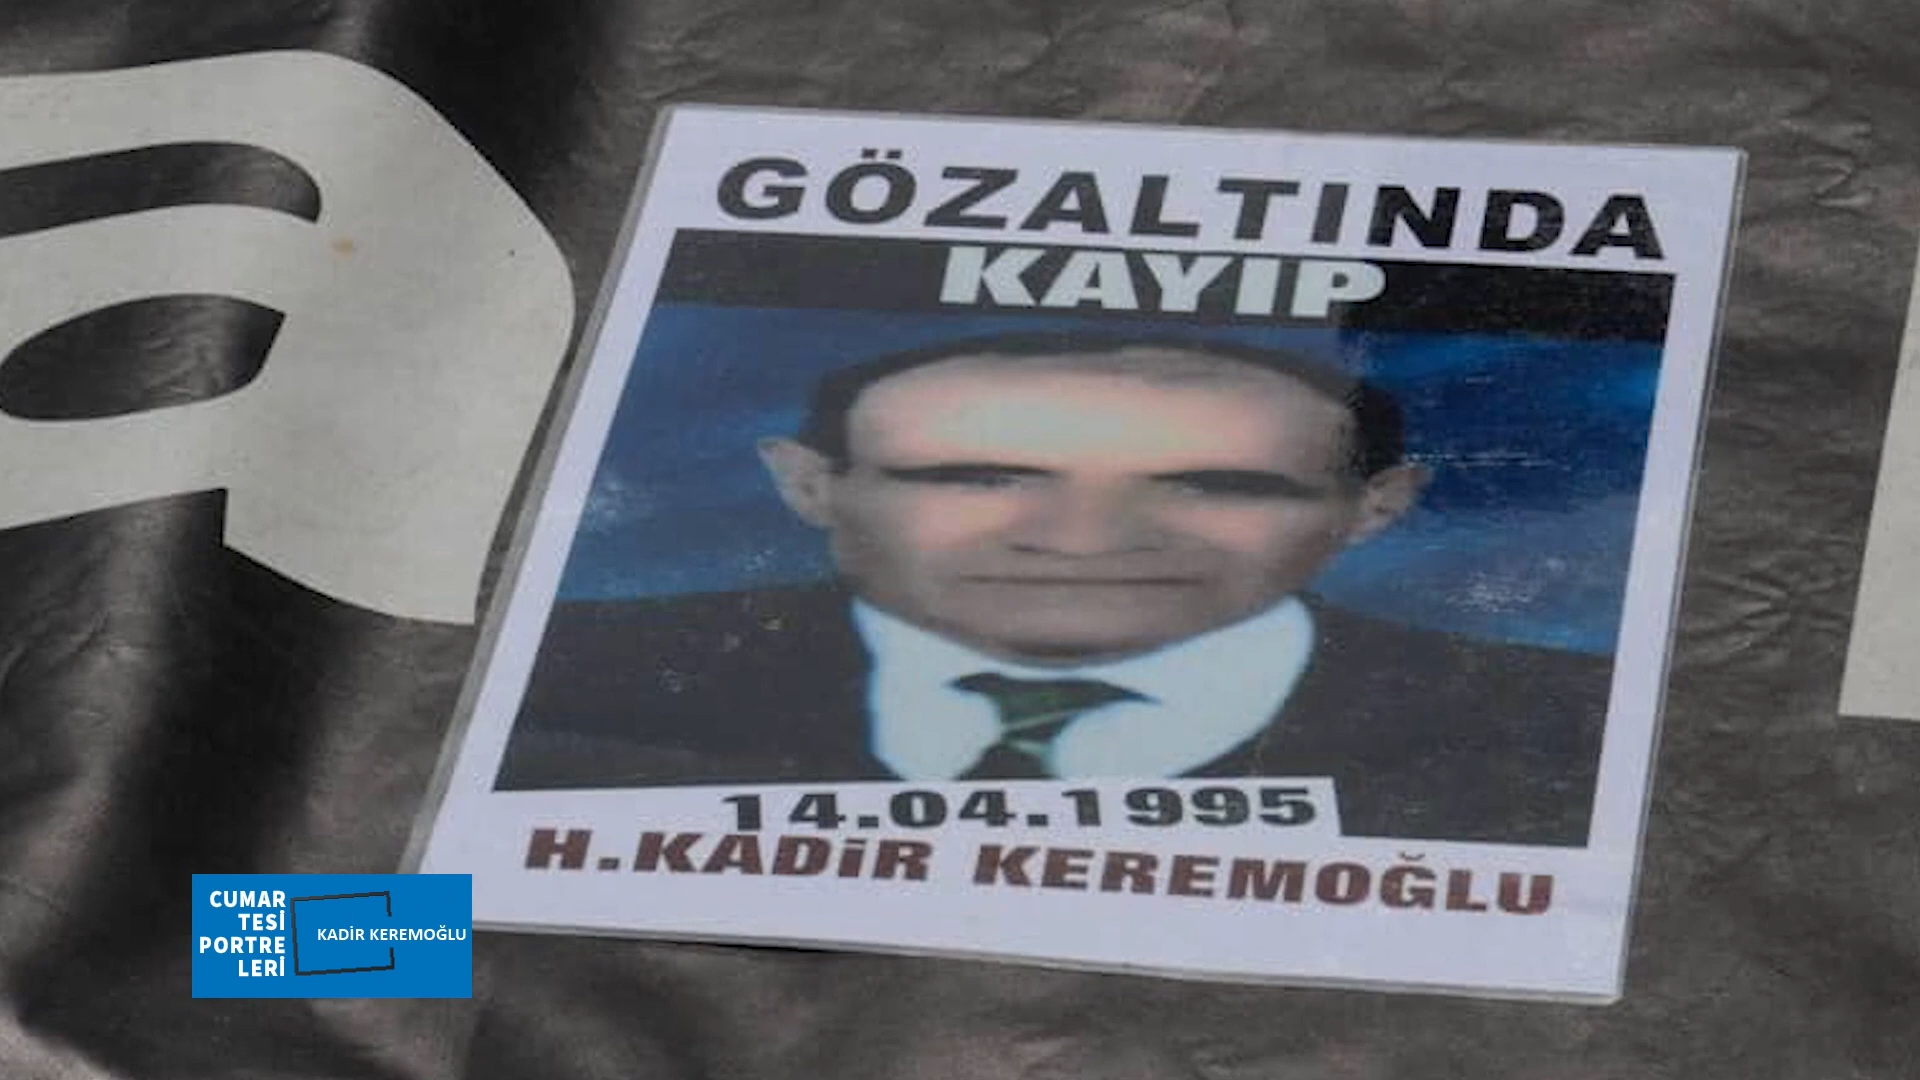 GÖZALTINDA
KAYIP
14.04.1995
H.KADİR KEREMOĞLU
CUMAR
TESİ
PORTRE
LERİ
KADİR KEREMOĞLU